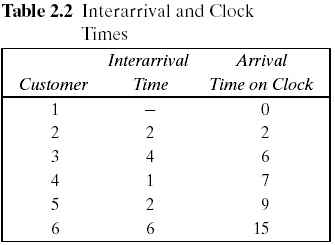 Table 2.2 Interarrival and Clock
Times
Interarrival Arrival
Customer Time Time on Clock
1 – 0
2 2 2
3 4 6
4 1 7
5 2 9
6 6 15